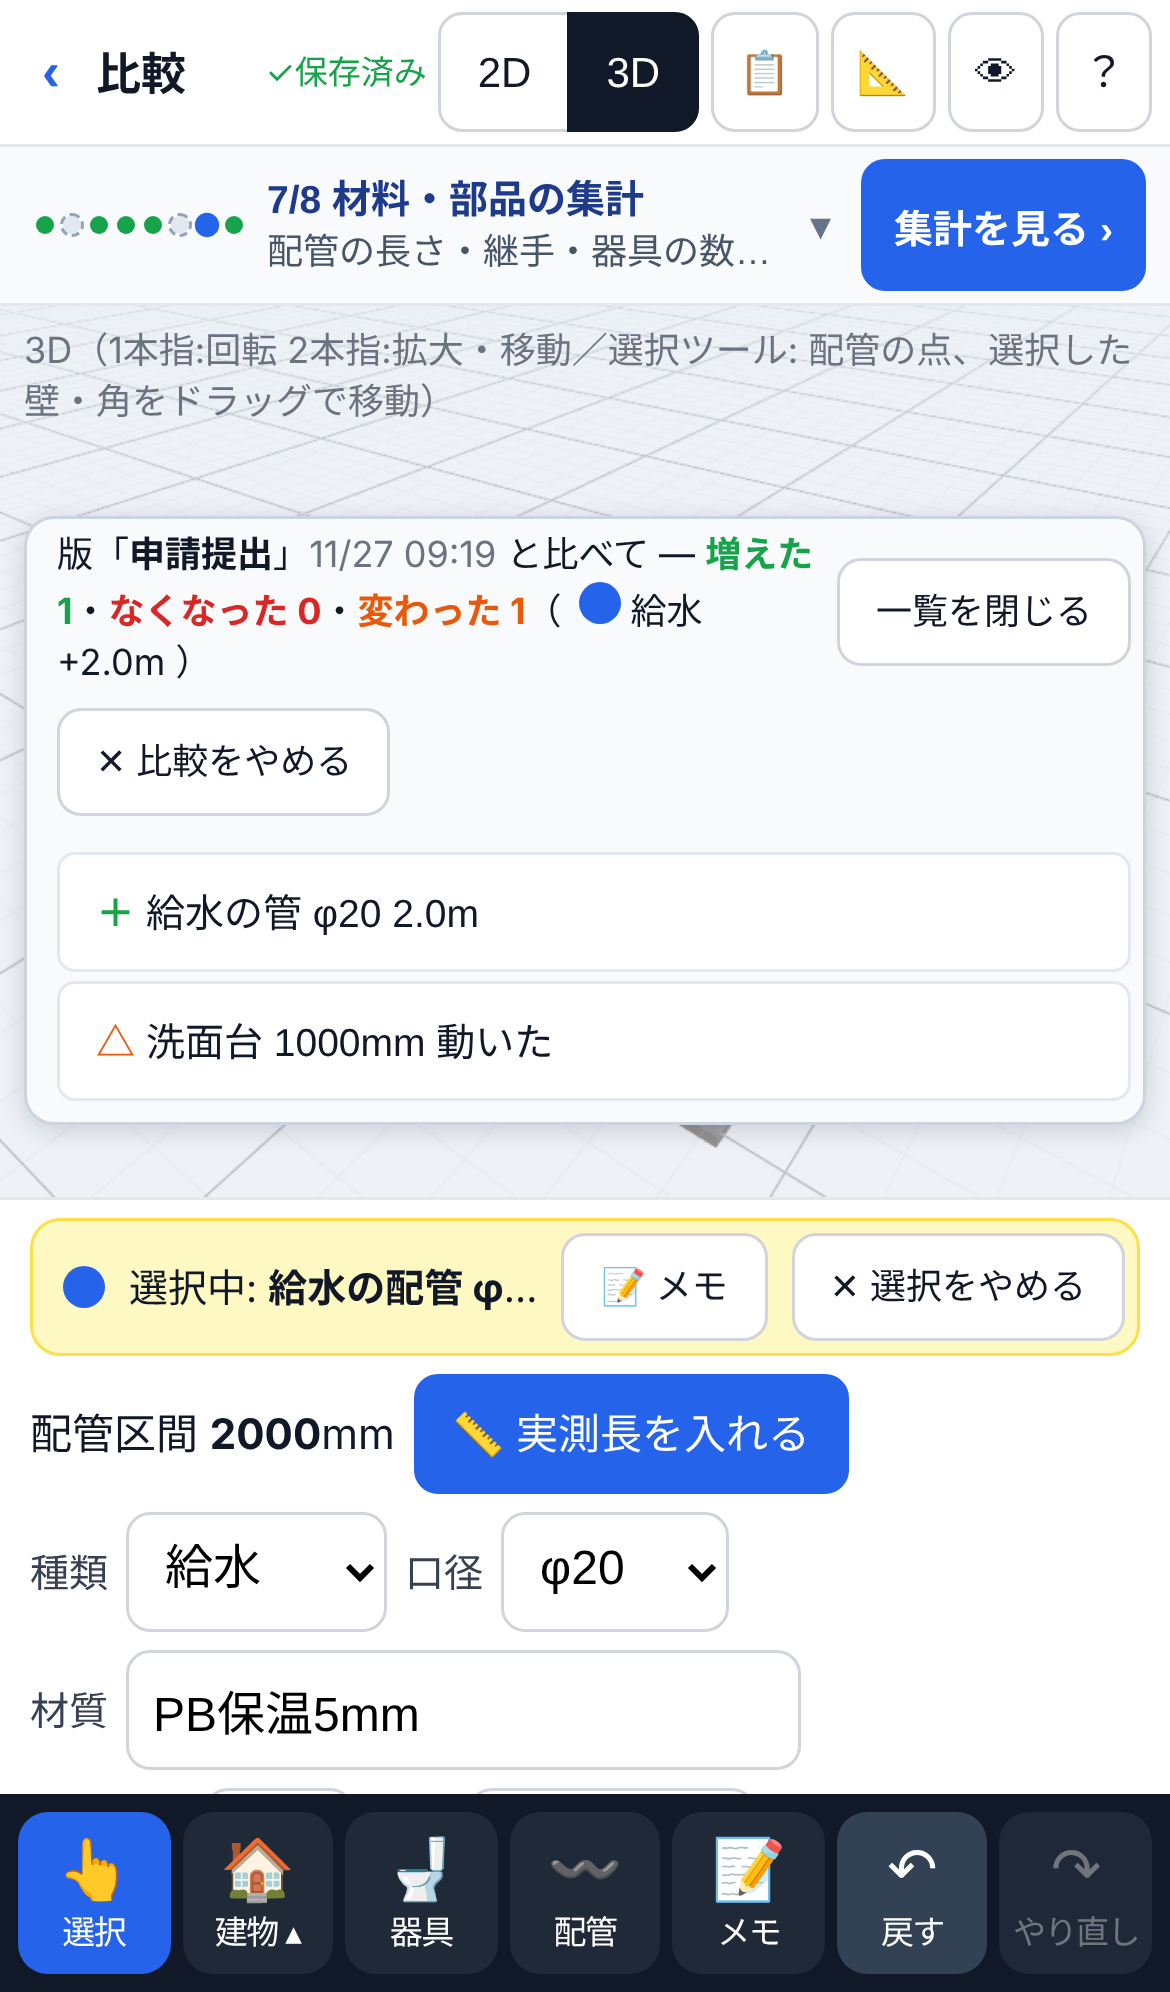 ‹ 比較 ✓保存済み 2D 3D ?
7/8 材料・部品の集計
配管の長さ・継手・器具の数… ▼ 集計を見る ›
3D（1本指:回転 2本指:拡大・移動／選択ツール: 配管の点、選択した
壁・角をドラッグで移動）
版「申請提出」11/27 09:19 と比べて — 増えた
1・なくなった 0・変わった 1（ 給水
+2.0m ）
一覧を閉じる
✕ 比較をやめる
＋ 給水の管 φ20 2.0m
△ 洗面台 1000mm 動いた
選択中: 給水の配管 φ… メモ ✕ 選択をやめる
配管区間 2000mm 実測長を入れる
種類 給水 口径 φ20
材質 PB保温5mm
選択 建物▲ 器具 配管 メモ 戻す やり直し